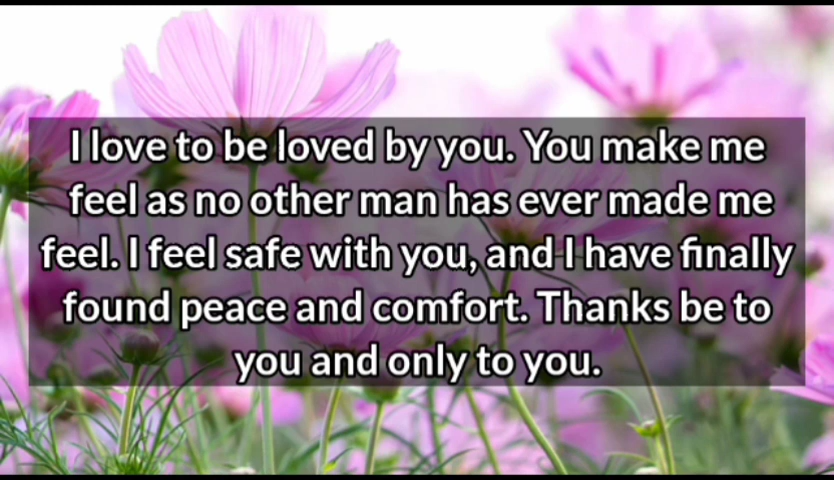 I love to be loved by you. You make me
feel as no other man has ever made me
feel. I feel safe with you, and I have finally
found peace and comfort. Thanks be to
you and only to you.